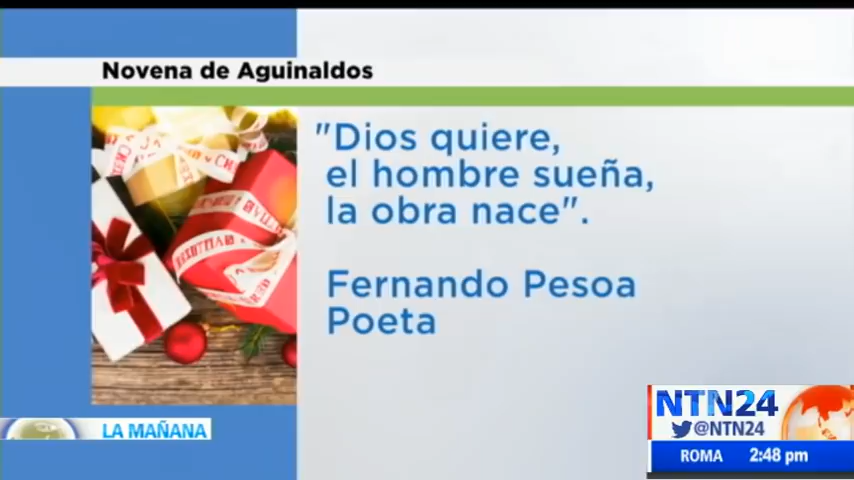 Novena de Aguinaldos
"Dios quiere,
el hombre sueña,
la obra nace".
Fernando Pesoa
Poeta
LA MAÑANA
NTN24
@NTN24
ROMA 2:48 pm